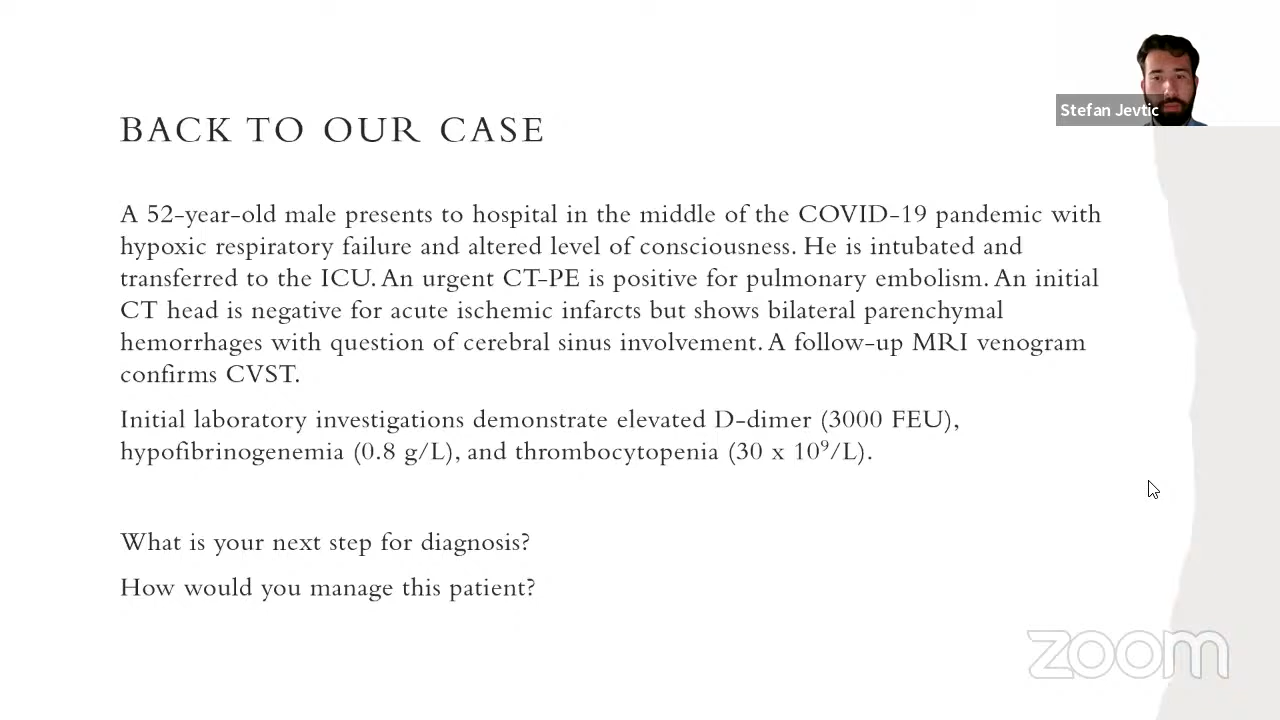 Stefan Jevtic
BACK TO OUR CASE
A 52-year-old male presents to hospital in the middle of the COVID-19 pandemic with
hypoxic respiratory failure and altered level of consciousness. He is intubated and
transferred to the ICU. An urgent CT-PE is positive for pulmonary embolism. An initial
CT head is negative for acute ischemic infarcts but shows bilateral parenchymal
hemorrhages with question of cerebral sinus involvement. A follow-up MRI venogram
confirms CVST.
Initial laboratory investigations demonstrate elevated D-dimer (3000 FEU),
hypofibrinogenemia (0.8 g/L), and thrombocytopenia (30 x 10⁹/L).
What is your next step for diagnosis?
How would you manage this patient?
zoom